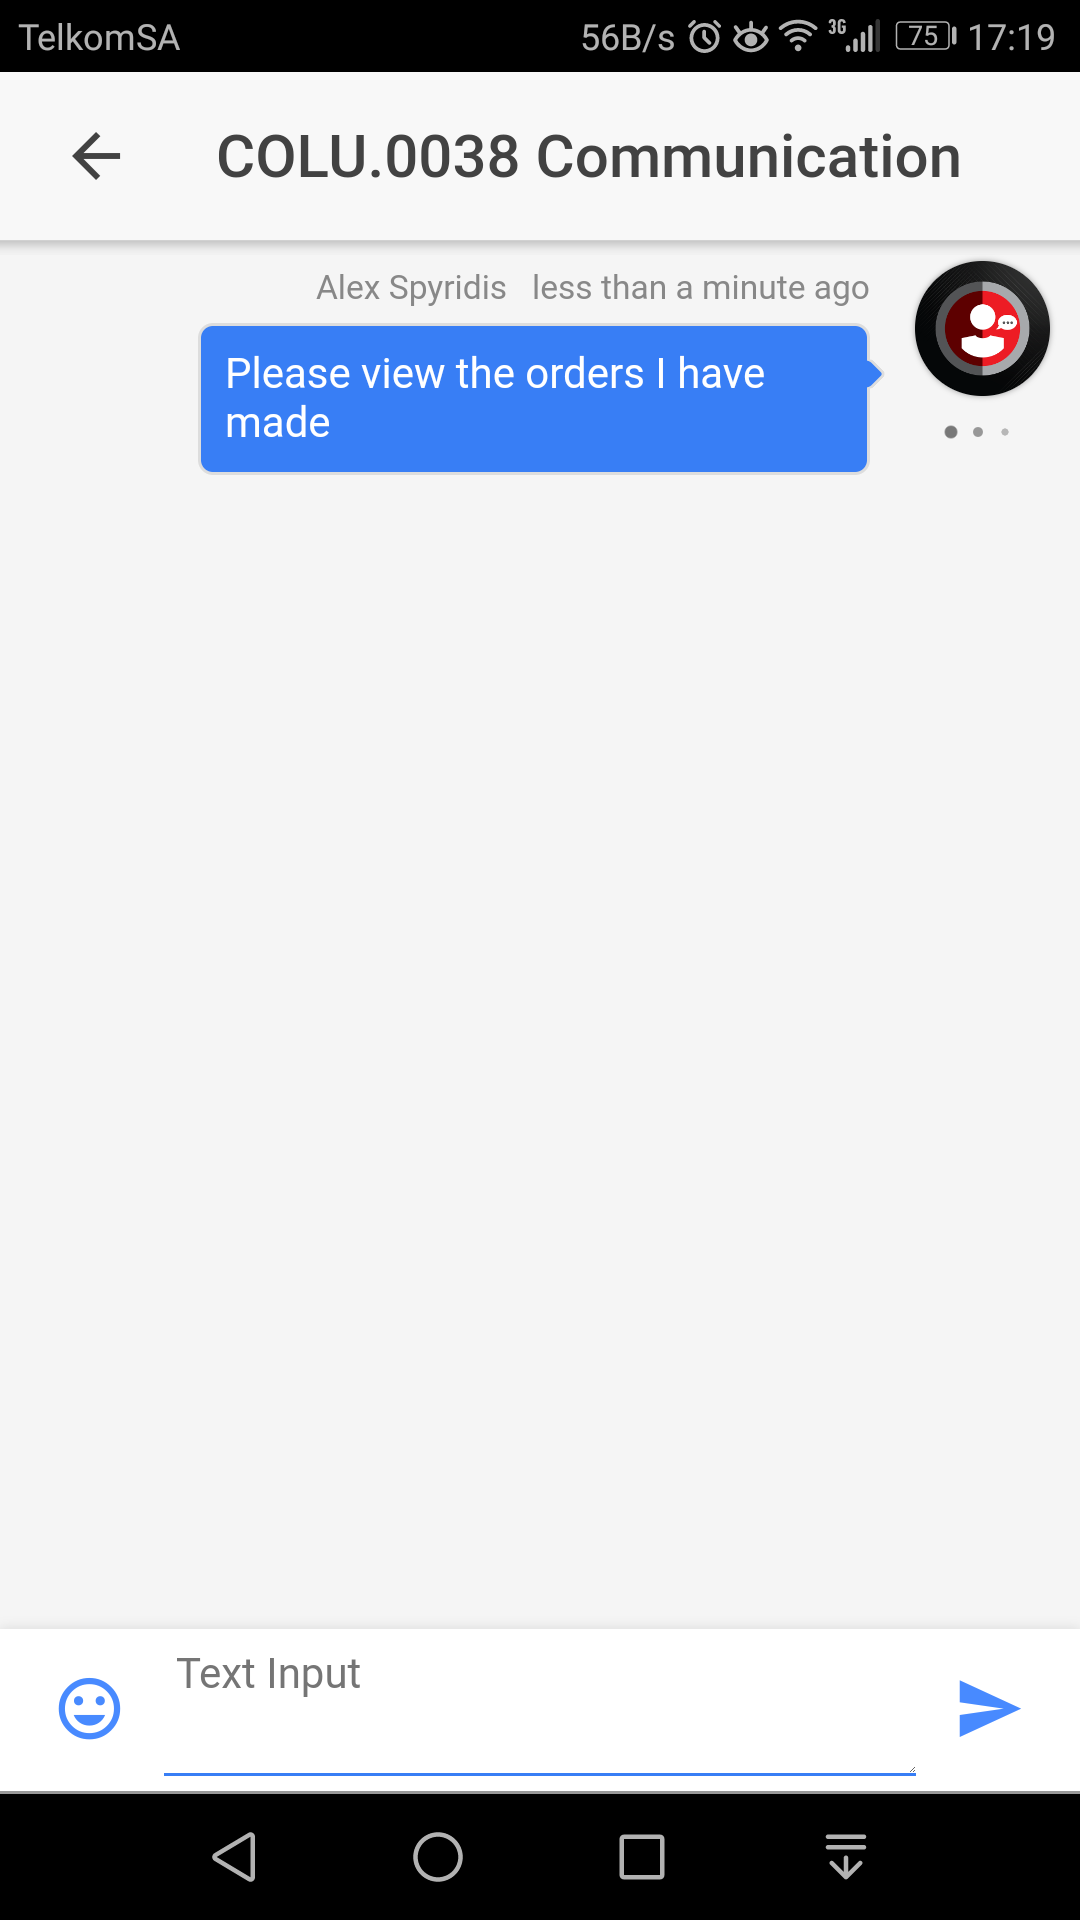 TelkomSA 56B/s 3G 75 17:19
COLU.0038 Communication
Alex Spyridis less than a minute ago
Please view the orders I have
made
Text Input